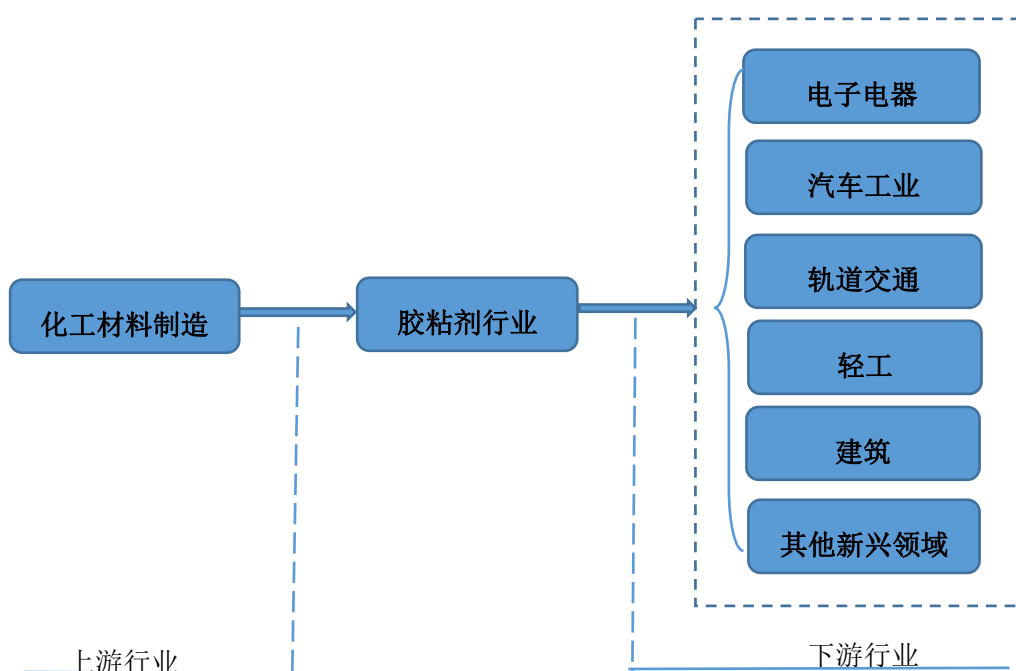 电子电器
汽车工业
轨道交通
化工材料制造
胶粘剂行业
轻工
建筑
其他新兴领域
上游行业
下游行业